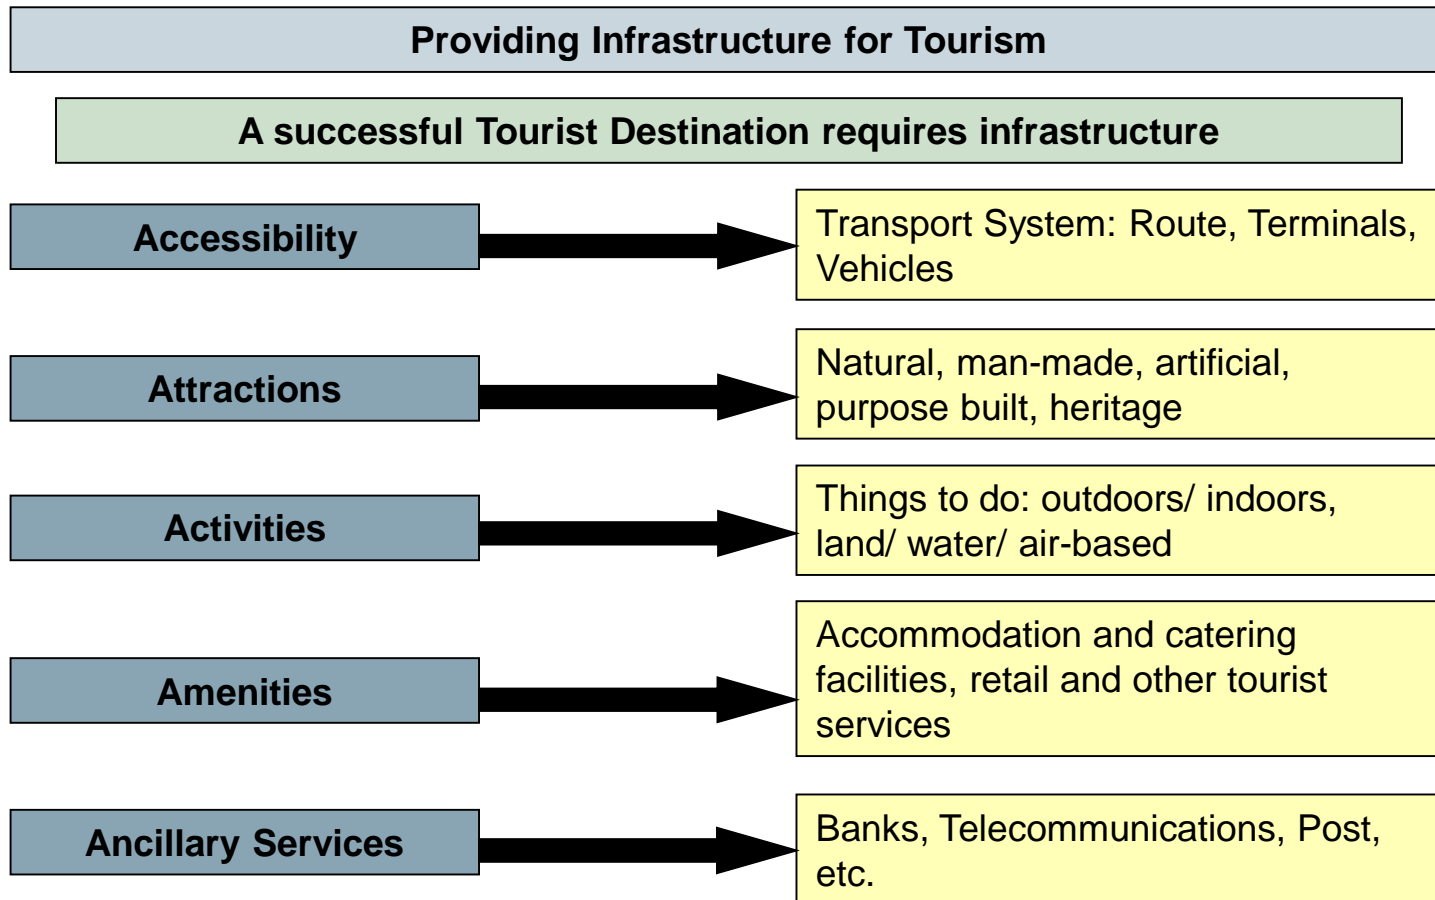 Providing Infrastructure for Tourism
A successful Tourist Destination requires infrastructure
Accessibility
Transport System: Route, Terminals,
Vehicles
Attractions
Natural, man-made, artificial,
purpose built, heritage
Activities
Things to do: outdoors/ indoors,
land/ water/ air-based
Amenities
Accommodation and catering
facilities, retail and other tourist
services
Ancillary Services
Banks, Telecommunications, Post,
etc.